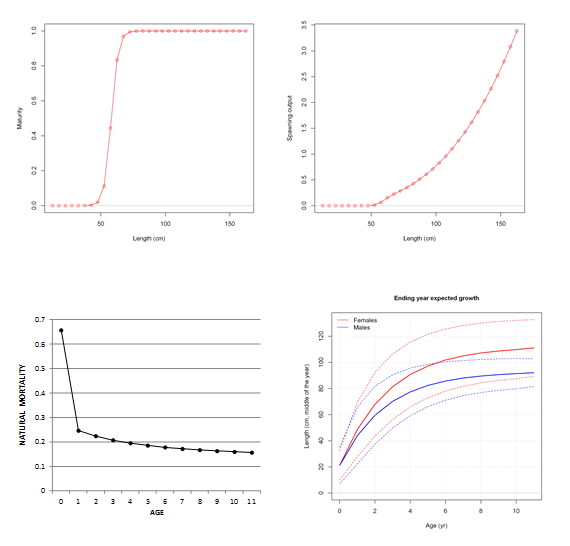 Maturity
0.0 0.2 0.4 0.6 0.8 1.0
50 100 150
Length (cm)
Spawning output
0.0 0.5 1.0 1.5 2.0 2.5 3.0 3.5
50 100 150
Length (cm)
NATURAL MORTALITY
0.7
0.6
0.5
0.4
0.3
0.2
0.1
0
0 1 2 3 4 5 6 7 8 9 10 11
AGE
Ending year expected growth
Females
Males
Length (cm, middle of the year)
0 20 40 60 80 100 120
0 2 4 6 8 10
Age (yr)